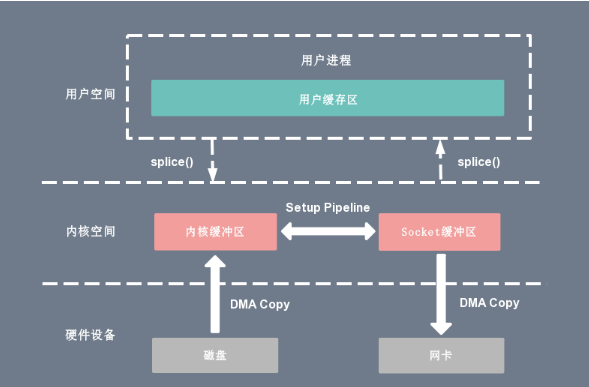 用户进程
用户空间
用户缓存区
splice()
splice()
Setup Pipeline
内核空间
内核缓冲区
Socket缓冲区
DMA Copy
DMA Copy
硬件设备
磁盘
网卡